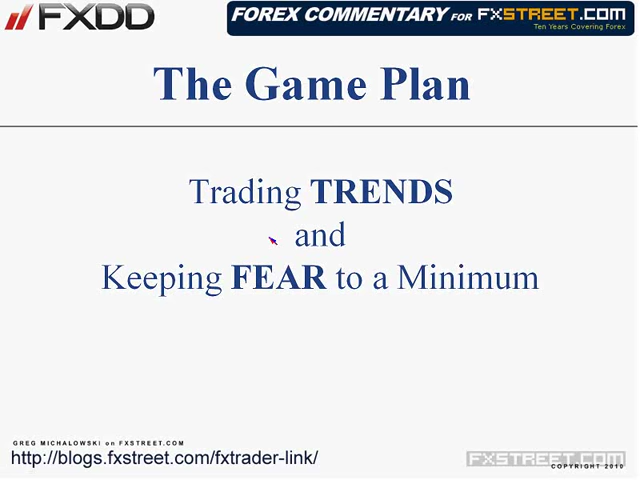 FXDD
FOREX COMMENTARY FOR FXSTREET.COM
Ten Years Covering Forex
The Game Plan
Trading TRENDS
and
Keeping FEAR to a Minimum
GREG MICHALOWSKI on FXSTREET.COM
http://blogs.fxstreet.com/fxtrader-link/
FXSTREET.COM
COPYRIGHT 2010